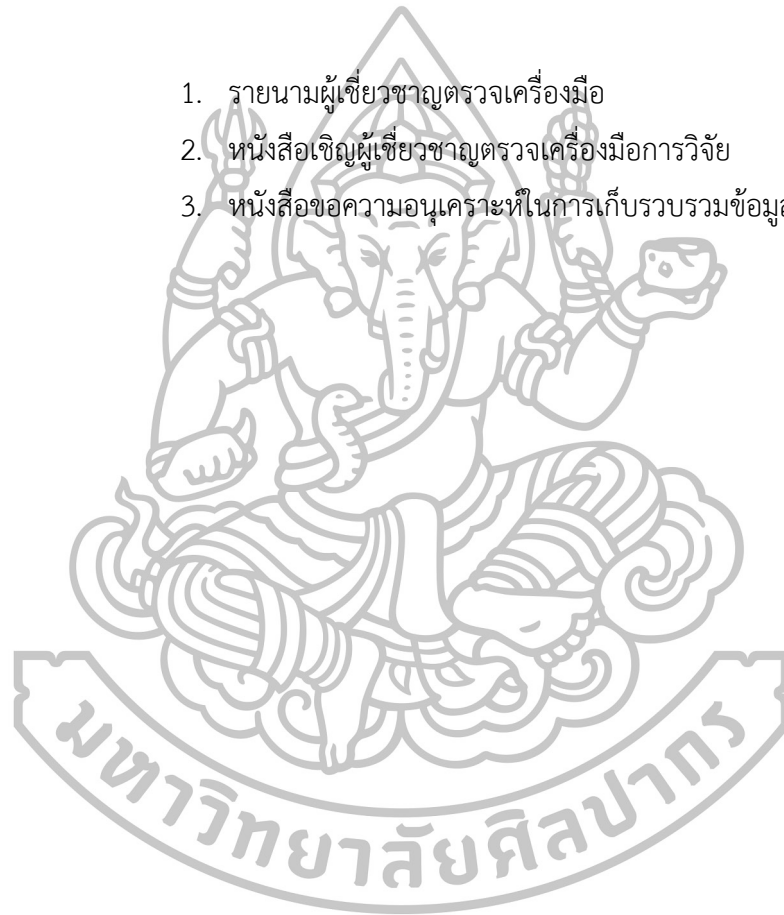 1. รายนามผู้เชี่ยวชาญตรวจเครื่องมือ
2. หนังสือเชิญผู้เชี่ยวชาญตรวจเครื่องมือการวิจัย
3. หนังสือขอความอนุเคราะห์ในการเก็บรวบรวมข้อมูล
มหาวิทยาลัยศิลปากร